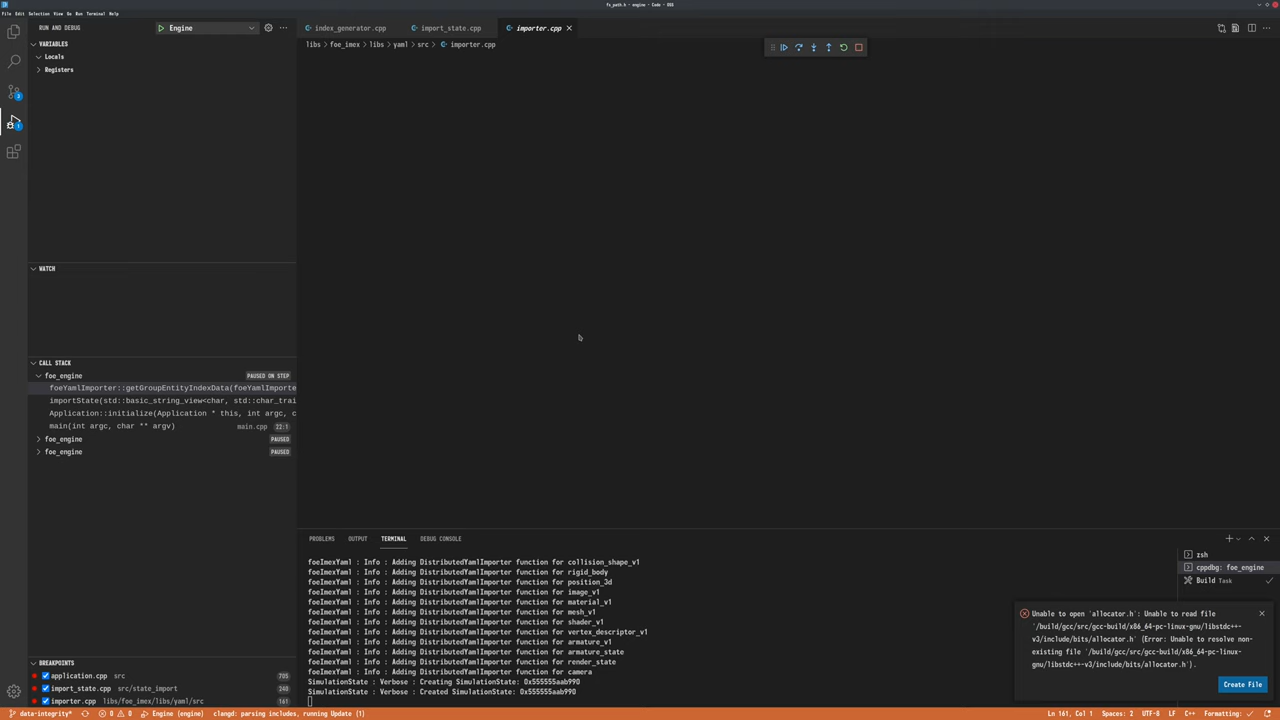 fs_path.h - engine - Code - OSS
File Edit Selection View Go Run Terminal Help
RUN AND DEBUG
Engine
index_generator.cpp
import_state.cpp
importer.cpp
libs > foe_imex > libs > yaml > src > importer.cpp
VARIABLES
Locals
Registers
WATCH
CALL STACK
foe_engine PAUSED ON STEP
foeYamlImporter::getGroupEntityIndexData(foeYamlImporte
importState(std::basic_string_view<char, std::char_trai
Application::initialize(Application * this, int argc, c
main(int argc, char ** argv) main.cpp 22:1
foe_engine PAUSED
foe_engine PAUSED
BREAKPOINTS
application.cpp src 705
import_state.cpp src/state_import 248
importer.cpp libs/foe_imex/libs/yaml/src 161
PROBLEMS OUTPUT TERMINAL DEBUG CONSOLE
foeImexYaml : Info : Adding DistributedYamlImporter function for collision_shape_v1
foeImexYaml : Info : Adding DistributedYamlImporter function for rigid_body
foeImexYaml : Info : Adding DistributedYamlImporter function for position_3d
foeImexYaml : Info : Adding DistributedYamlImporter function for image_v1
foeImexYaml : Info : Adding DistributedYamlImporter function for material_v1
foeImexYaml : Info : Adding DistributedYamlImporter function for mesh_v1
foeImexYaml : Info : Adding DistributedYamlImporter function for shader_v1
foeImexYaml : Info : Adding DistributedYamlImporter function for vertex_descriptor_v1
foeImexYaml : Info : Adding DistributedYamlImporter function for armature_v1
foeImexYaml : Info : Adding DistributedYamlImporter function for armature_state
foeImexYaml : Info : Adding DistributedYamlImporter function for render_state
foeImexYaml : Info : Adding DistributedYamlImporter function for camera
SimulationState : Verbose : Creating SimulationState: 0x555555aab990
SimulationState : Verbose : Created SimulationState: 0x555555aab990
zsh
cppdbg: foe_engine
Build Task
Unable to open 'allocator.h': Unable to read file
'/build/gcc/src/gcc-build/x86_64-pc-linux-gnu/libstdc++-
v3/include/bits/allocator.h' (Error: Unable to resolve non-
existing file '/build/gcc/src/gcc-build/x86_64-pc-linux-
gnu/libstdc++-v3/include/bits/allocator.h').
Create File
data-integrity* 0 0 Engine (engine) clangd: parsing includes, running Update (1)
Ln 161, Col 1 Spaces: 2 UTF-8 LF C++ Formatting: